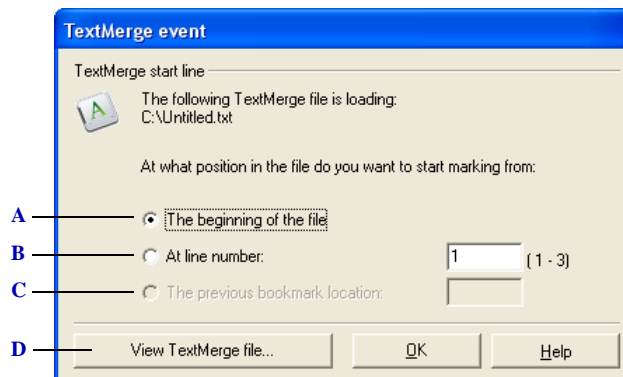 TextMerge event
TextMerge start line
The following TextMerge file is loading:
C:\Untitled.txt
At what position in the file do you want to start marking from:
A The beginning of the file
B At line number: 1 ( 1 - 3)
C The previous bookmark location:
D View TextMerge file... OK Help